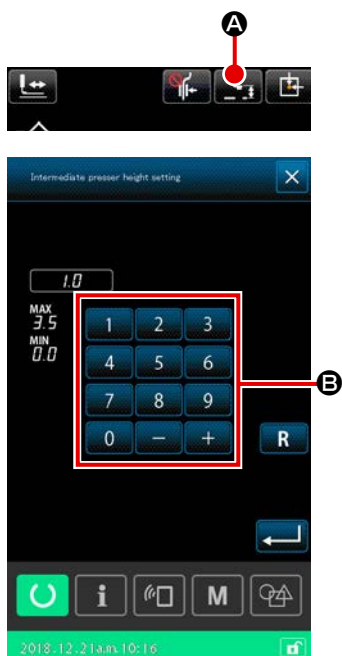 A
Intermediate presser height setting
1.0
MAX
3.5
MIN
0.0
1 2 3
4 5 6
7 8 9
0 − +
B
R
i M
2018.12.21a.m.10:16